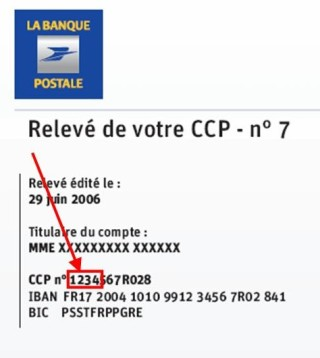 LA BANQUE
POSTALE
Relevé de votre CCP - n° 7
Relevé édité le :
29 juin 2006
Titulaire du compte :
MME XXXXXXXXX XXXXXX
CCP n° 1234567R028
IBAN FR17 2004 1010 9912 3456 7R02 841
BIC PSSTFRPPGRE